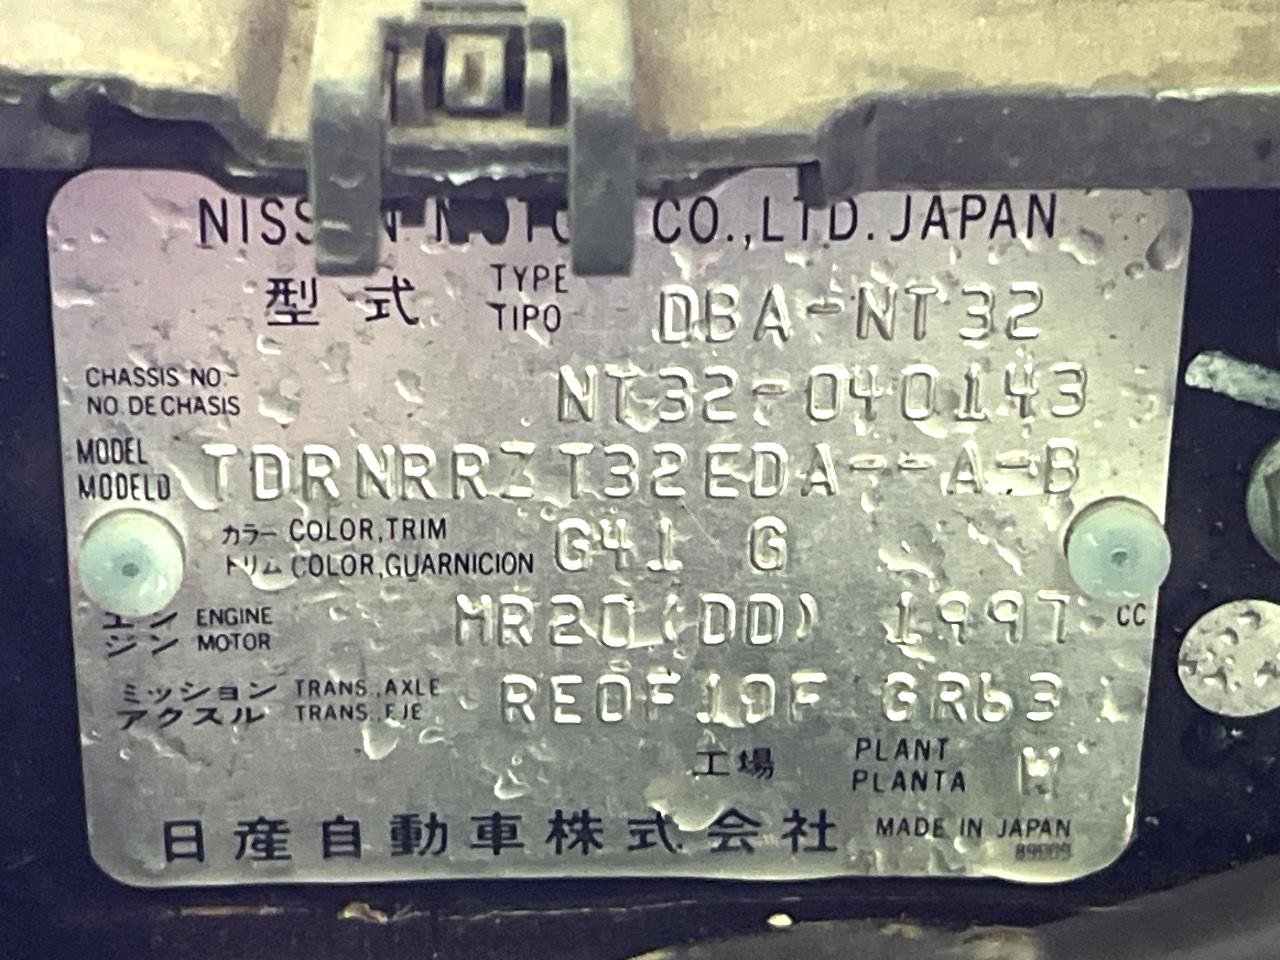 NISSAN MOTOR CO.,LTD. JAPAN
型式 TYPE TIPO DBA-NT32
CHASSIS NO. NO. DE CHASIS NT32-040143
MODEL MODELO TDRNRRZT32EDA--A-B
カラー COLOR,TRIM
トリム COLOR,GUARNICION G41 G
エンジン ENGINE MOTOR MR20(DD) 1997 CC
ミッション TRANS.,AXLE
アクスル TRANS.,EJE RE0F10F GR63
工場 PLANT PLANTA W
日産自動車株式会社 MADE IN JAPAN